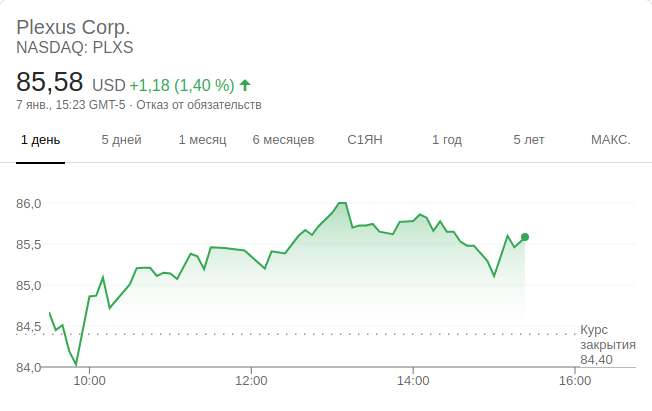 Plexus Corp.
NASDAQ: PLXS
85,58 USD +1,18 (1,40 %)
7 янв., 15:23 GMT-5 · Отказ от обязательств
1 день 5 дней 1 месяц 6 месяцев С1ЯН 1 год 5 лет МАКС.
86,0
85,5
85,0
84,5
84,0
Курс
закрытия
84,40
10:00 12:00 14:00 16:00